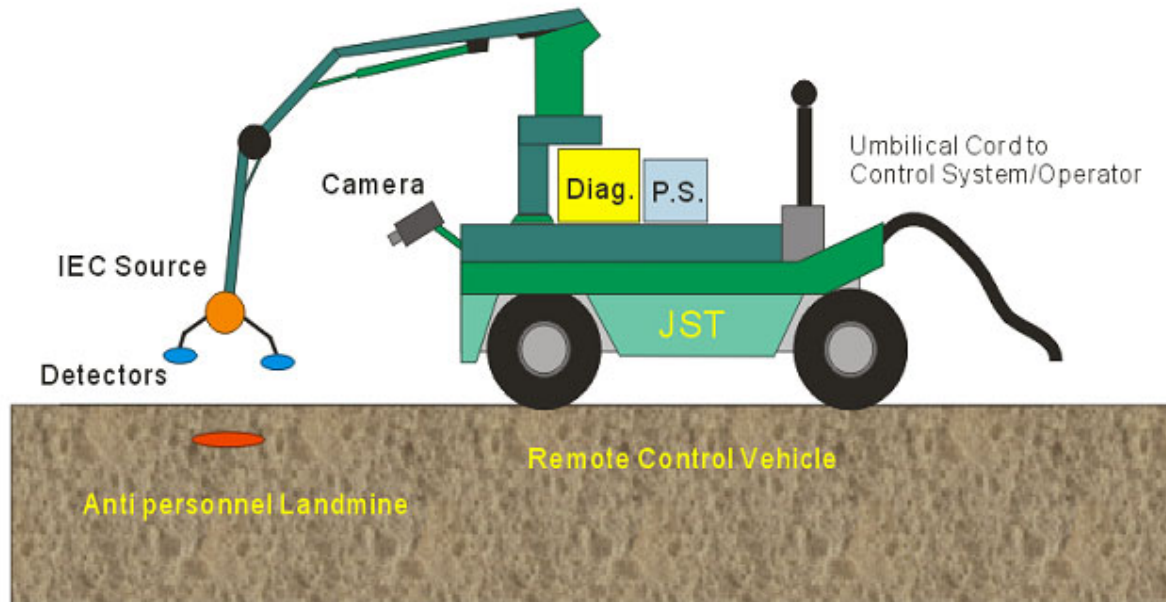 Umbilical Cord to
Control System/Operator
Camera
Diag.
P.S.
IEC Source
JST
Detectors
Remote Control Vehicle
Anti personnel Landmine